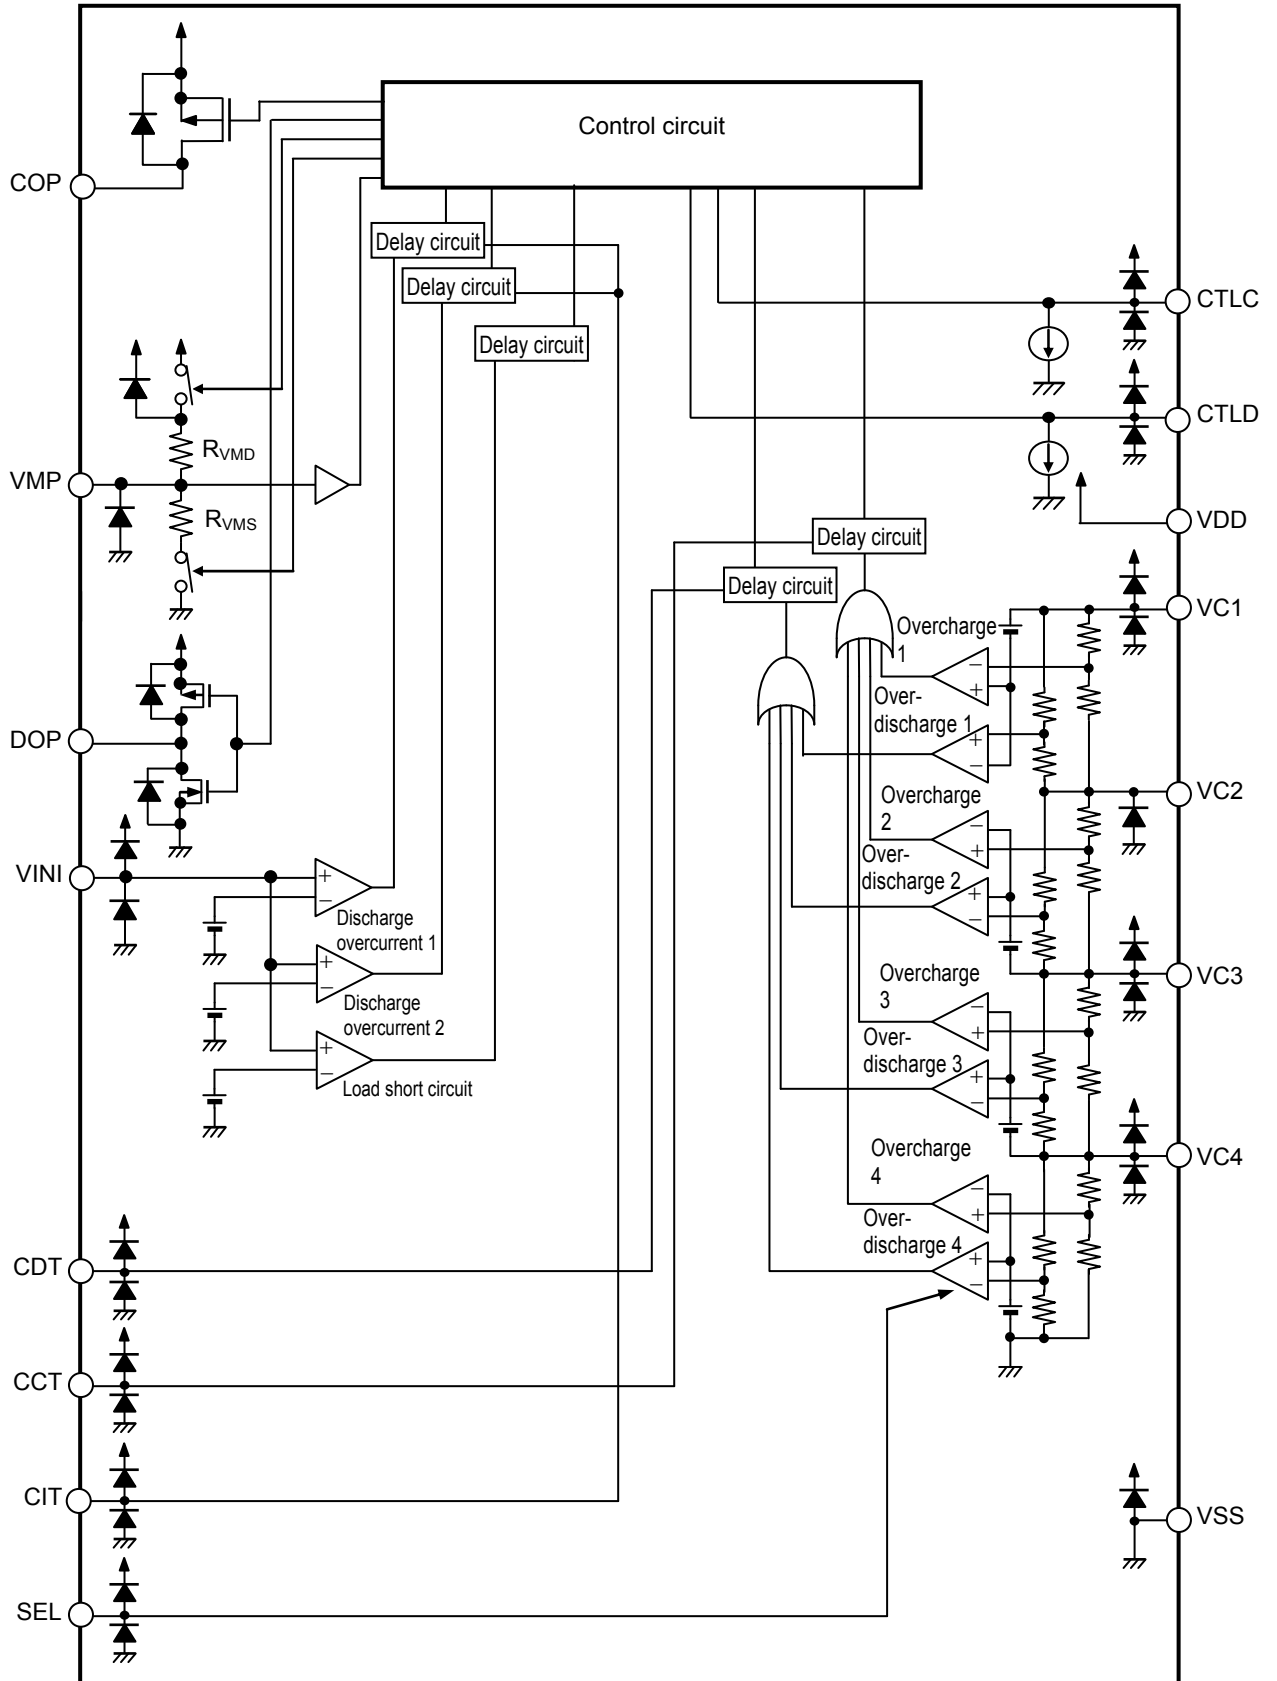 Control circuit
COP
Delay circuit
Delay circuit
CTLC
Delay circuit
CTLD
RVMD
VMP
RVMS
VDD
Delay circuit
Delay circuit
VC1
Overcharge
1
−
+
Over-
discharge 1
+
−
DOP
VC2
Overcharge
2
−
+
Over-
discharge 2
+
−
VINI
+
−
Discharge
overcurrent 1
+
−
Discharge
overcurrent 2
VC3
Overcharge
3
−
+
Over-
discharge 3
+
−
+
−
Load short circuit
VC4
Overcharge
4
−
+
Over-
discharge 4
+
−
CDT
CCT
CIT
VSS
SEL